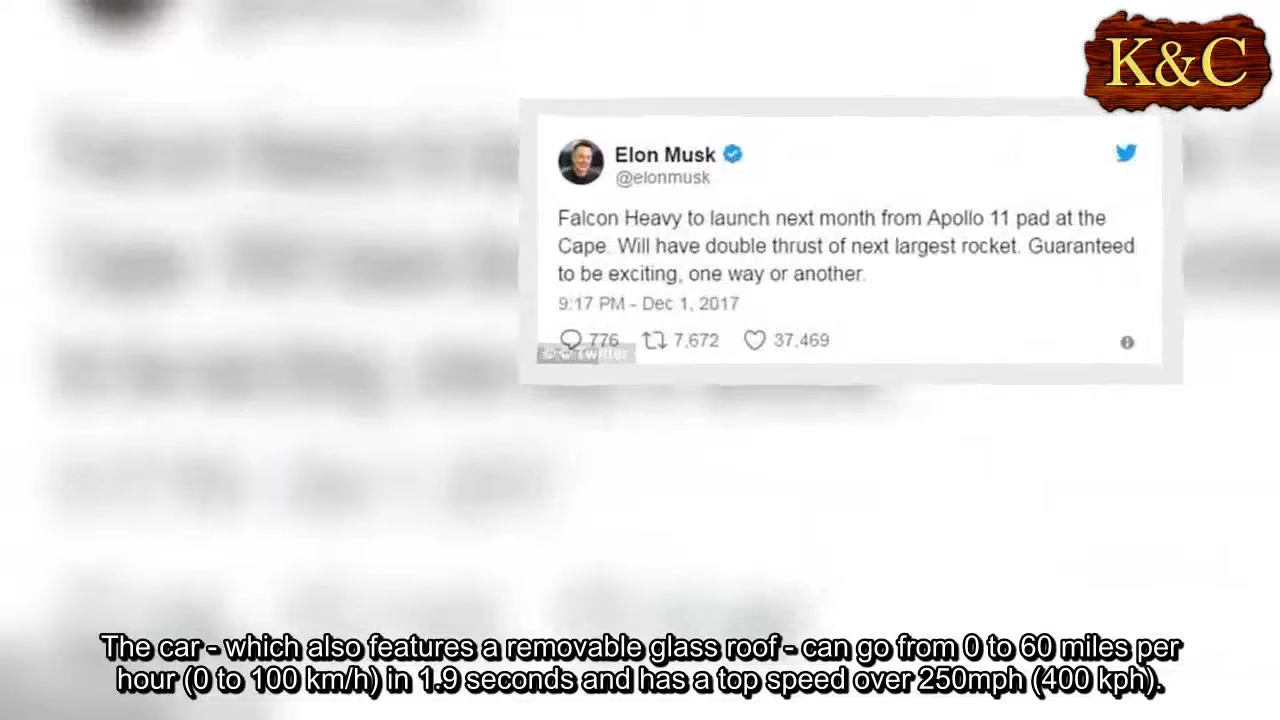 K&C
Elon Musk
@elonmusk
Falcon Heavy to launch next month from Apollo 11 pad at the
Cape. Will have double thrust of next largest rocket. Guaranteed
to be exciting, one way or another.
9:17 PM - Dec 1, 2017
776 7,672 37,469
Twitter
The car - which also features a removable glass roof - can go from 0 to 60 miles per
hour (0 to 100 km/h) in 1.9 seconds and has a top speed over 250mph (400 kph).